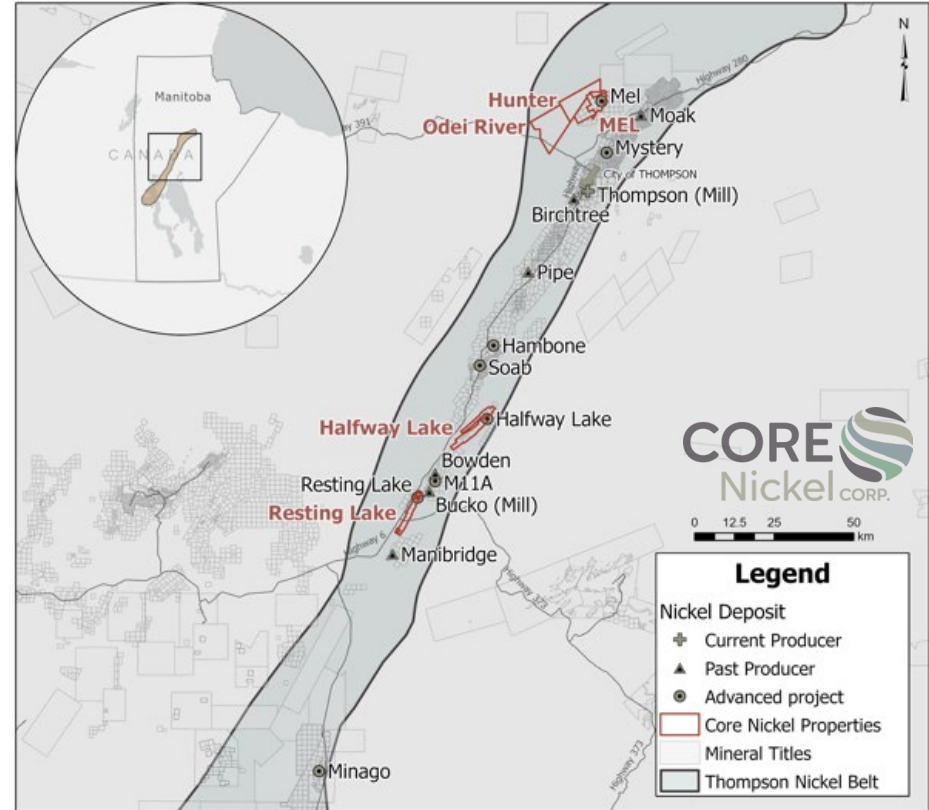 N
Manitoba
CANADA
Highway 280
Hunter
Mel
wy 391
Odei River
MEL
Moak
Mystery
City of THOMPSON
Highway
Thompson (Mill)
Birchtree
Pipe
Hambone
Soab
Halfway Lake
Halfway Lake
CORE
Nickel CORP.
Bowden
Resting Lake
M11A
Resting Lake
Bucko (Mill)
0 12.5 25 50
km
Highway 6
Manibridge
Highway 373
Legend
Nickel Deposit
Current Producer
Past Producer
Advanced project
Core Nickel Properties
Mineral Titles
Thompson Nickel Belt
Highway 373
Minago